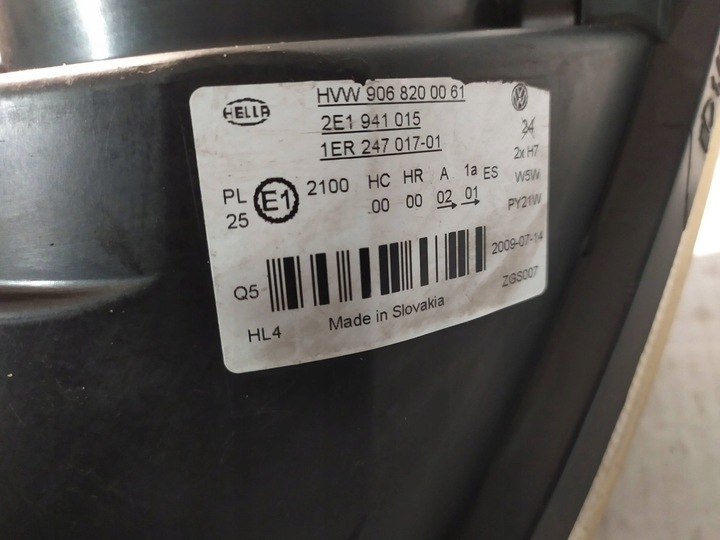 HELLA
HVW 906 820 00 61
2E1 941 015
1ER 247 017-01
24
2x H7
W5W
PY21W
PL E1 2100 HC HR A 1a ES
25 .00 00 02 01
2009-07-14
Q5
ZGS007
HL4 Made in Slovakia